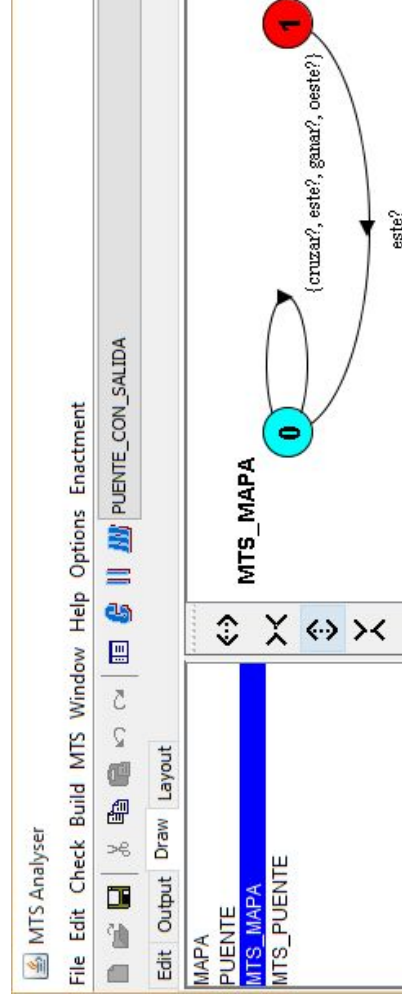 MTS Analyser
File Edit Check Build MTS Window Help Options Enactment
PUENTE_CON_SALIDA
Edit Output Draw Layout
MAPA
PUENTE
MTS_MAPA
MTS_PUENTE
MTS_MAPA
0
1
{cruzar?, este?, ganar?, oeste?}
este?